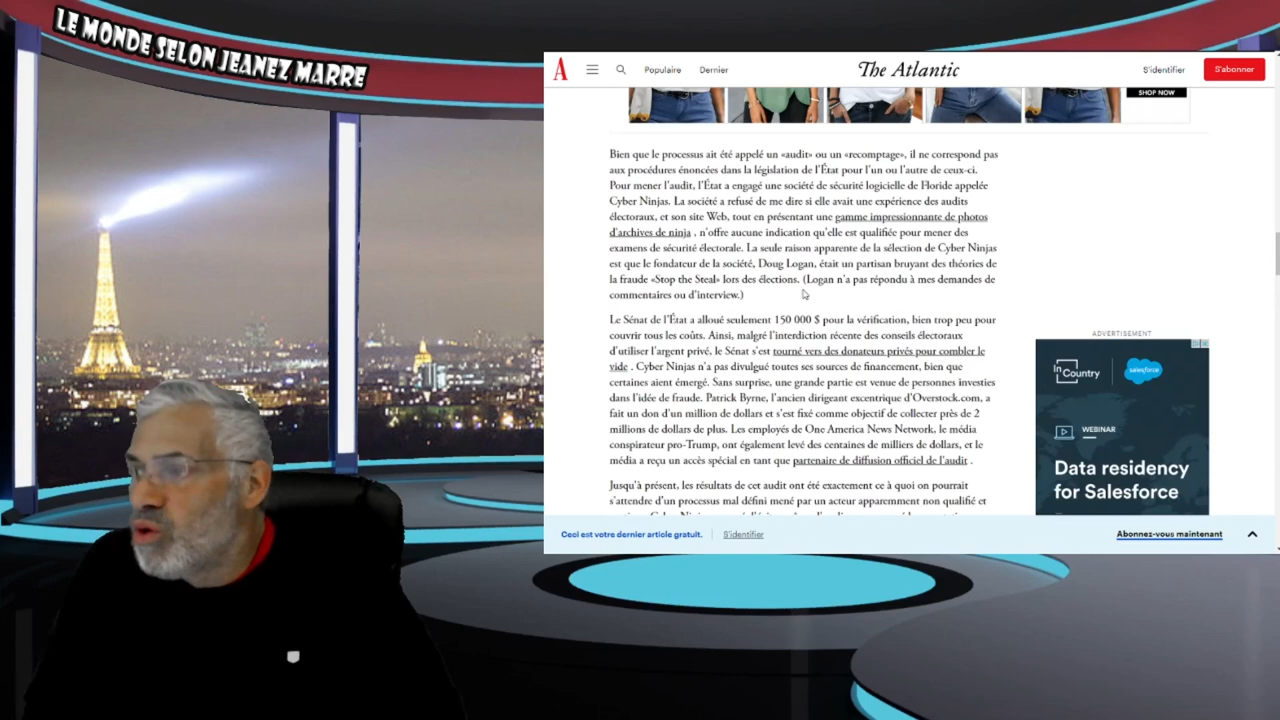 LE MONDE SELON JEANEZ MARRE
A
Populaire
Dernier
The Atlantic
S'identifier
S'abonner
SHOP NOW
Bien que le processus ait été appelé un «audit» ou un «recomptage», il ne correspond pas
aux procédures énoncées dans la législation de l'État pour l'un ou l'autre de ceux-ci.
Pour mener l'audit, l'État a engagé une société de sécurité logicielle de Floride appelée
Cyber Ninjas. La société a refusé de me dire si elle avait une expérience des audits
électoraux, et son site Web, tout en présentant une gamme impressionnante de photos
d'archives de ninja , n'offre aucune indication qu'elle est qualifiée pour mener des
examens de sécurité électorale. La seule raison apparente de la sélection de Cyber Ninjas
est que le fondateur de la société, Doug Logan, était un partisan bruyant des théories de
la fraude «Stop the Steal» lors des élections. (Logan n'a pas répondu à mes demandes de
commentaires ou d'interview.)
Le Sénat de l'État a alloué seulement 150 000 $ pour la vérification, bien trop peu pour
couvrir tous les coûts. Ainsi, malgré l'interdiction récente des conseils électoraux
d'utiliser l'argent privé, le Sénat s'est tourné vers des donateurs privés pour combler le
vide . Cyber Ninjas n'a pas divulgué toutes ses sources de financement, bien que
certaines aient émergé. Sans surprise, une grande partie est venue de personnes investies
dans l'idée de fraude. Patrick Byrne, l'ancien dirigeant excentrique d'Overstock.com, a
fait un don d'un million de dollars et s'est fixé comme objectif de collecter près de 2
millions de dollars de plus. Les employés de One America News Network, le média
conspirateur pro-Trump, ont également levé des centaines de milliers de dollars, et le
média a reçu un accès spécial en tant que partenaire de diffusion officiel de l'audit .
Jusqu'à présent, les résultats de cet audit ont été exactement ce à quoi on pourrait
s'attendre d'un processus mal défini mené par un acteur apparemment non qualifié et
ADVERTISEMENT
In Country
salesforce
WEBINAR
Data residency
for Salesforce
Ceci est votre dernier article gratuit.
S'identifier
Abonnez-vous maintenant